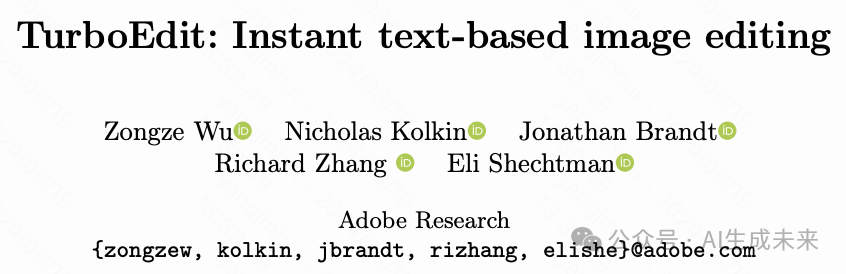 TurboEdit: Instant text-based image editing
Zongze Wu Nicholas Kolkin Jonathan Brandt
Richard Zhang Eli Shechtman
Adobe Research
{zongzew, kolkin, jbrandt, rizhang, elishe}@adobe.com
公众号 · AI生成未来